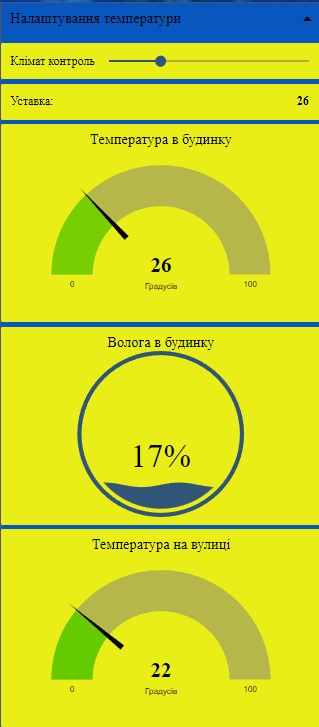 Налаштування температури
Клімат контроль
Уставка: 26
Температура в будинку
26
0 Градусів 100
Волога в будинку
17%
Температура на вулиці
22
0 Градусів 100